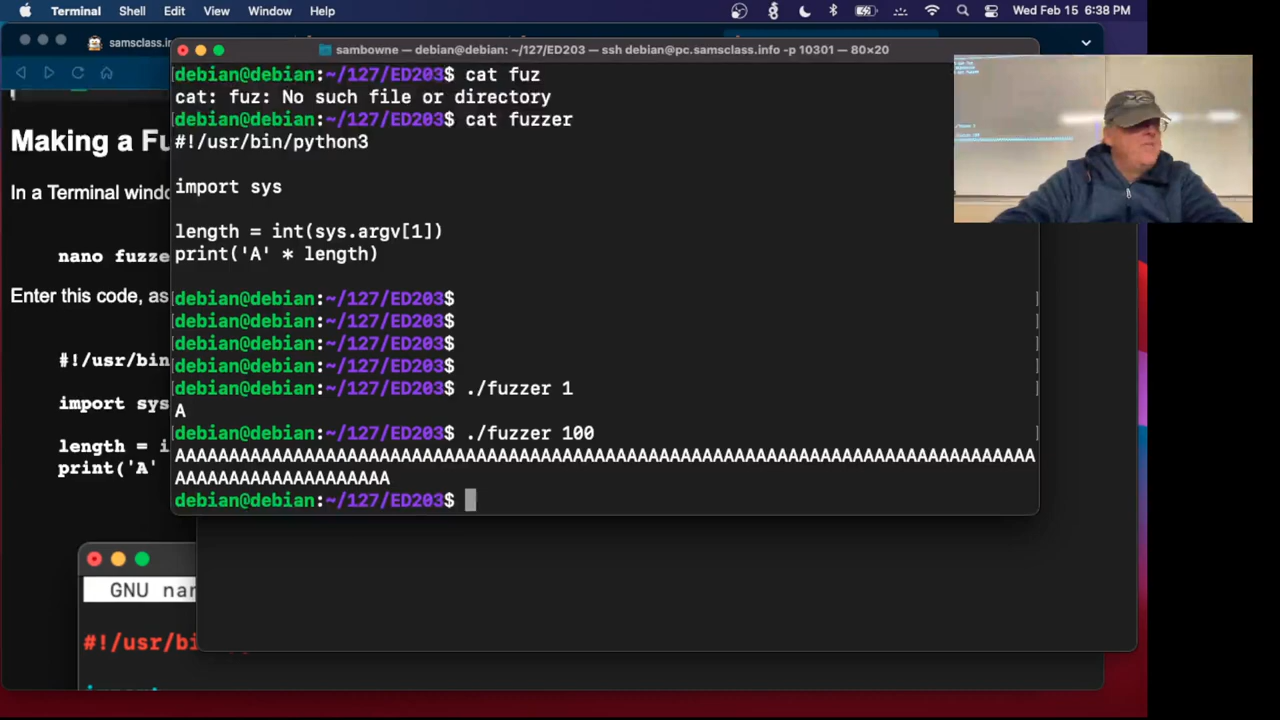 Terminal Shell Edit View Window Help
Wed Feb 15 6:38 PM
samsclass.in
sambowne — debian@debian: ~/127/ED203 — ssh debian@pc.samsclass.info -p 10301 — 80×20
Making a Fu
In a Terminal windo
nano fuzze
Enter this code, as
#!/usr/bin
import sys
length = i
print('A'
GNU nan
#!/usr/bi
import
debian@debian:~/127/ED203$ cat fuz
cat: fuz: No such file or directory
debian@debian:~/127/ED203$ cat fuzzer
#!/usr/bin/python3
import sys
length = int(sys.argv[1])
print('A' * length)
debian@debian:~/127/ED203$
debian@debian:~/127/ED203$
debian@debian:~/127/ED203$
debian@debian:~/127/ED203$
debian@debian:~/127/ED203$ ./fuzzer 1
A
debian@debian:~/127/ED203$ ./fuzzer 100
AAAAAAAAAAAAAAAAAAAAAAAAAAAAAAAAAAAAAAAAAAAAAAAAAAAAAAAAAAAAAAAAAAAAAAAAAAAAAAAA
AAAAAAAAAAAAAAAAAAAA
debian@debian:~/127/ED203$